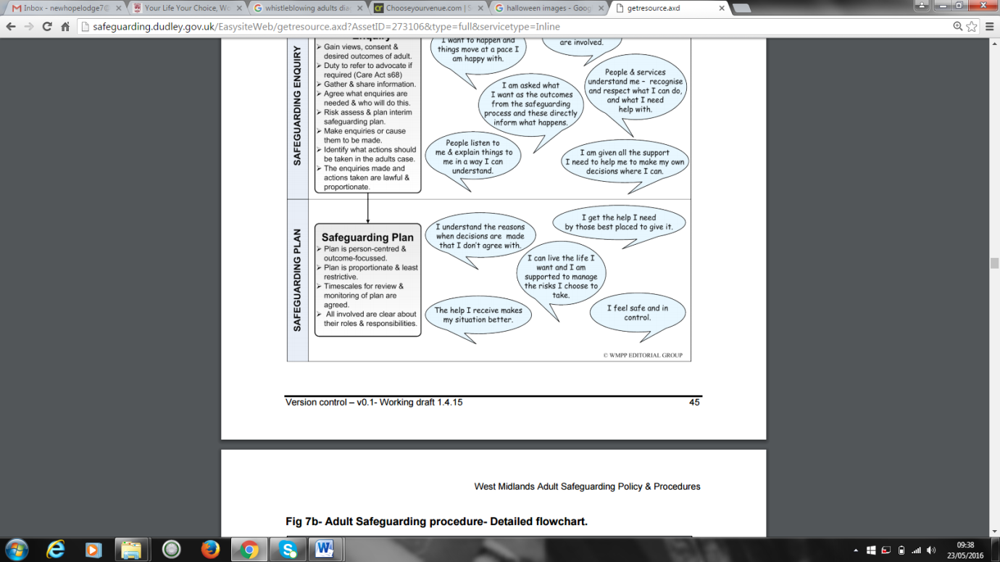 Inbox - newhopelodge7@
Your Life Your Choice, Wo
whistleblowing adults dia
Chooseyourvenue.com | S
halloween images - Goog
getresource.axd
safeguarding.dudley.gov.uk/EasysiteWeb/getresource.axd?AssetID=273106&type=full&servicetype=Inline
SAFEGUARDING ENQUIRY
Enquiry
➤ Gain views, consent &
desired outcomes of adult.
➤ Duty to refer to advocate if
required (Care Act s68)
➤ Gather & share information.
➤ Agree what enquiries are
needed & who will do this.
➤ Risk assess & plan interim
safeguarding plan.
➤ Make enquiries or cause
them to be made.
➤ Identify what actions should
be taken in the adults case.
➤ The enquiries made and
actions taken are lawful &
proportionate.
I want to happen and
things move at a pace I
am happy with.
are involved.
I am asked what
I want as the outcomes
from the safeguarding
process and these directly
inform what happens.
People & services
understand me – recognise
and respect what I can do,
and what I need
help with.
People listen to
me & explain things to
me in a way I can
understand.
I am given all the support
I need to help me to make my own
decisions where I can.
SAFEGUARDING PLAN
Safeguarding Plan
➤ Plan is person-centred &
outcome-focussed.
➤ Plan is proportionate & least
restrictive.
➤ Timescales for review &
monitoring of plan are
agreed.
➤ All involved are clear about
their roles & responsibilities.
I understand the reasons
when decisions are made
that I don't agree with.
I get the help I need
by those best placed to give it.
I can live the life I
want and I am
supported to manage
the risks I choose to
take.
The help I receive makes
my situation better.
I feel safe and in
control.
© WMPP EDITORIAL GROUP
Version control – v0.1- Working draft 1.4.15
45
West Midlands Adult Safeguarding Policy & Procedures
Fig 7b- Adult Safeguarding procedure- Detailed flowchart.
09:38
23/05/2016